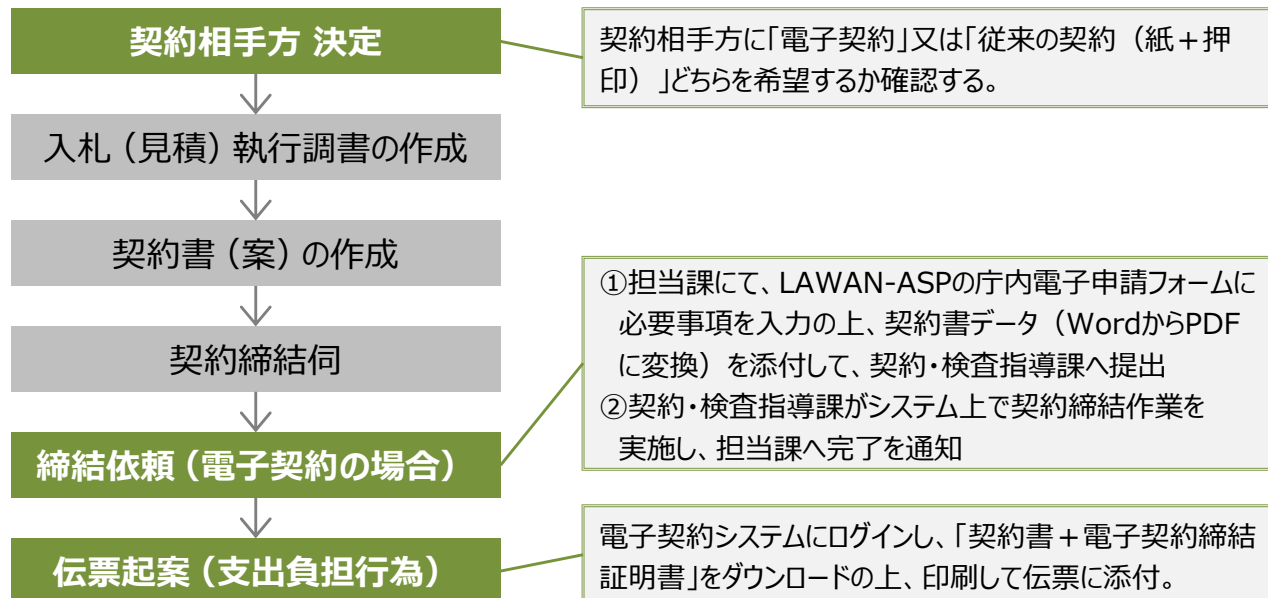 契約相手方 決定
契約相手方に「電子契約」又は「従来の契約（紙＋押
印）」どちらを希望するか確認する。
入札（見積）執行調書の作成
契約書（案）の作成
契約締結伺
①担当課にて、LAWAN-ASPの庁内電子申請フォームに
必要事項を入力の上、契約書データ（WordからPDF
に変換）を添付して、契約・検査指導課へ提出
②契約・検査指導課がシステム上で契約締結作業を
実施し、担当課へ完了を通知
締結依頼（電子契約の場合）
伝票起案（支出負担行為）
電子契約システムにログインし、「契約書＋電子契約締結
証明書」をダウンロードの上、印刷して伝票に添付。